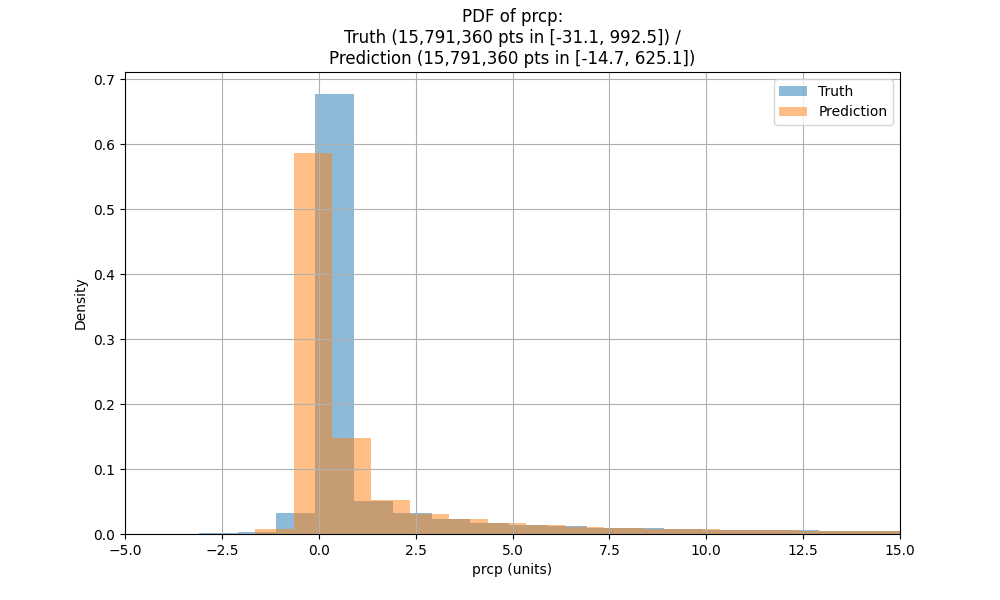 PDF of prcp:
Truth (15,791,360 pts in [-31.1, 992.5]) /
Prediction (15,791,360 pts in [-14.7, 625.1])
Truth
Prediction
0.7
0.6
0.5
0.4
0.3
0.2
0.1
0.0
Density
−5.0 −2.5 0.0 2.5 5.0 7.5 10.0 12.5 15.0
prcp (units)